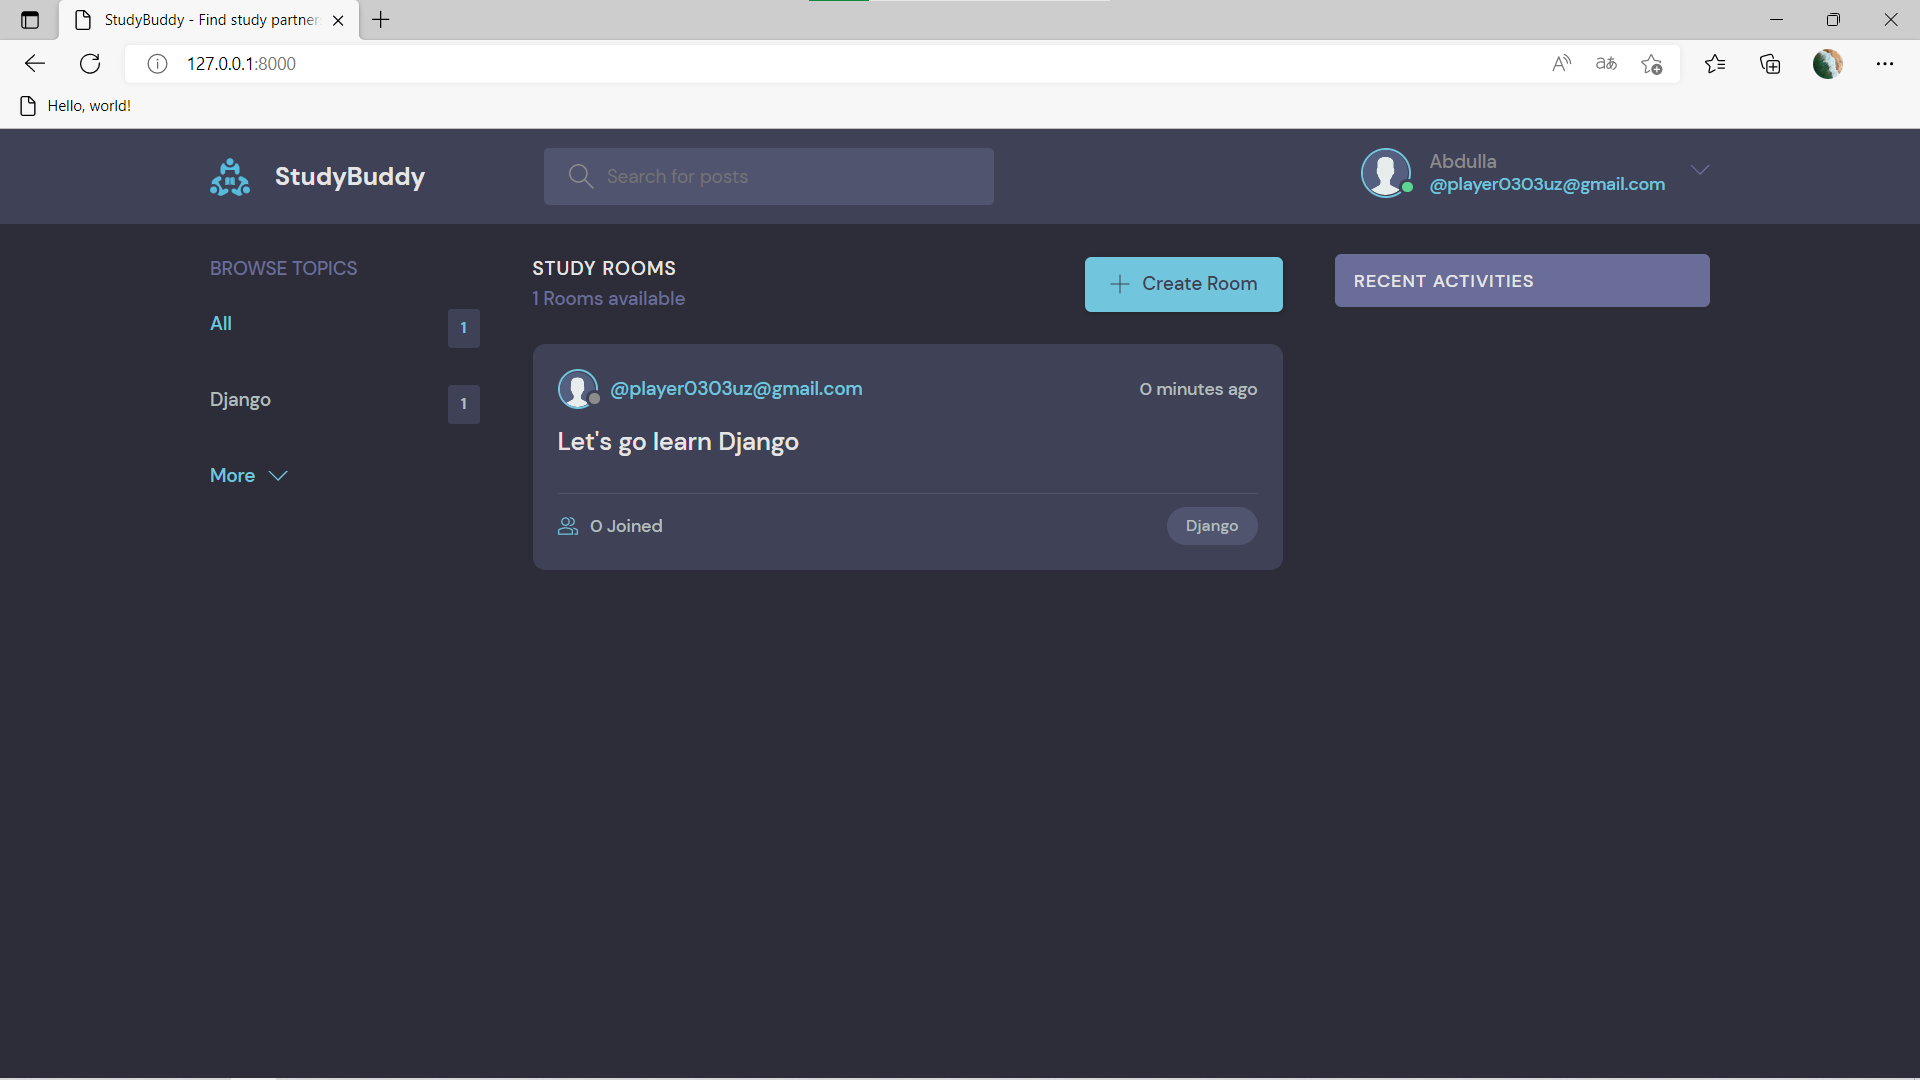 StudyBuddy - Find study partner
127.0.0.1:8000
Hello, world!
StudyBuddy
Search for posts
Abdulla
@player0303uz@gmail.com
BROWSE TOPICS
All
1
Django
1
More
STUDY ROOMS
1 Rooms available
Create Room
@player0303uz@gmail.com
0 minutes ago
Let's go learn Django
0 Joined
Django
RECENT ACTIVITIES